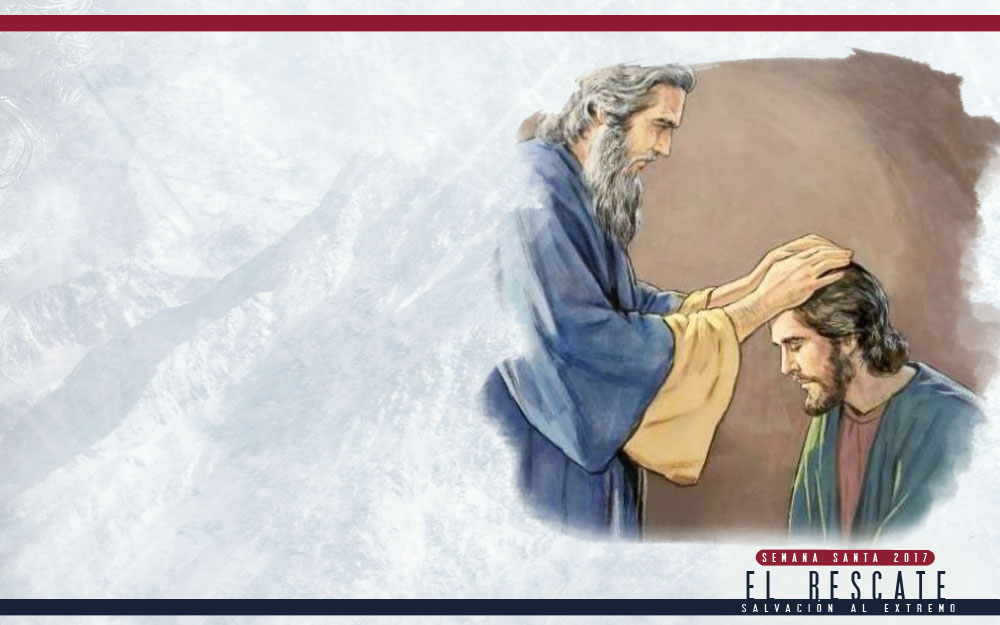 SEMANA SANTA 2017
EL RESCATE
SALVACIÓN AL EXTREMO